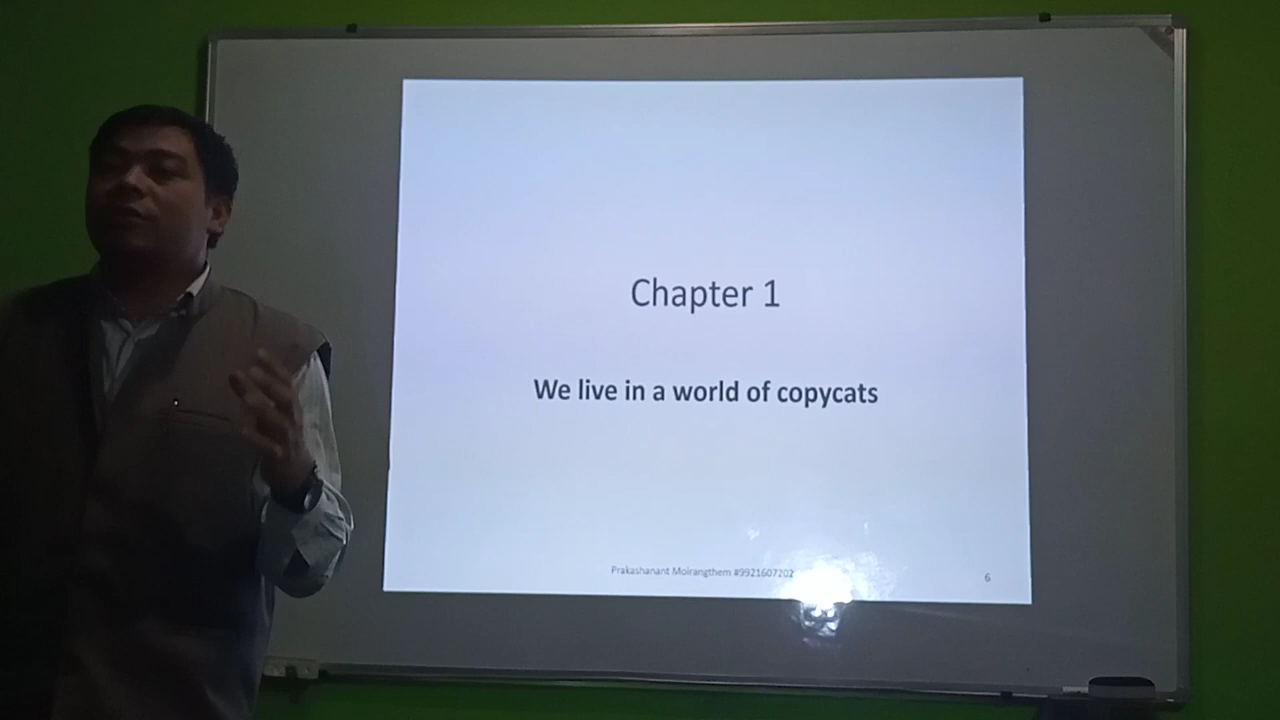 Chapter 1
We live in a world of copycats
Prakashanant Moirangthem #9921607202
6